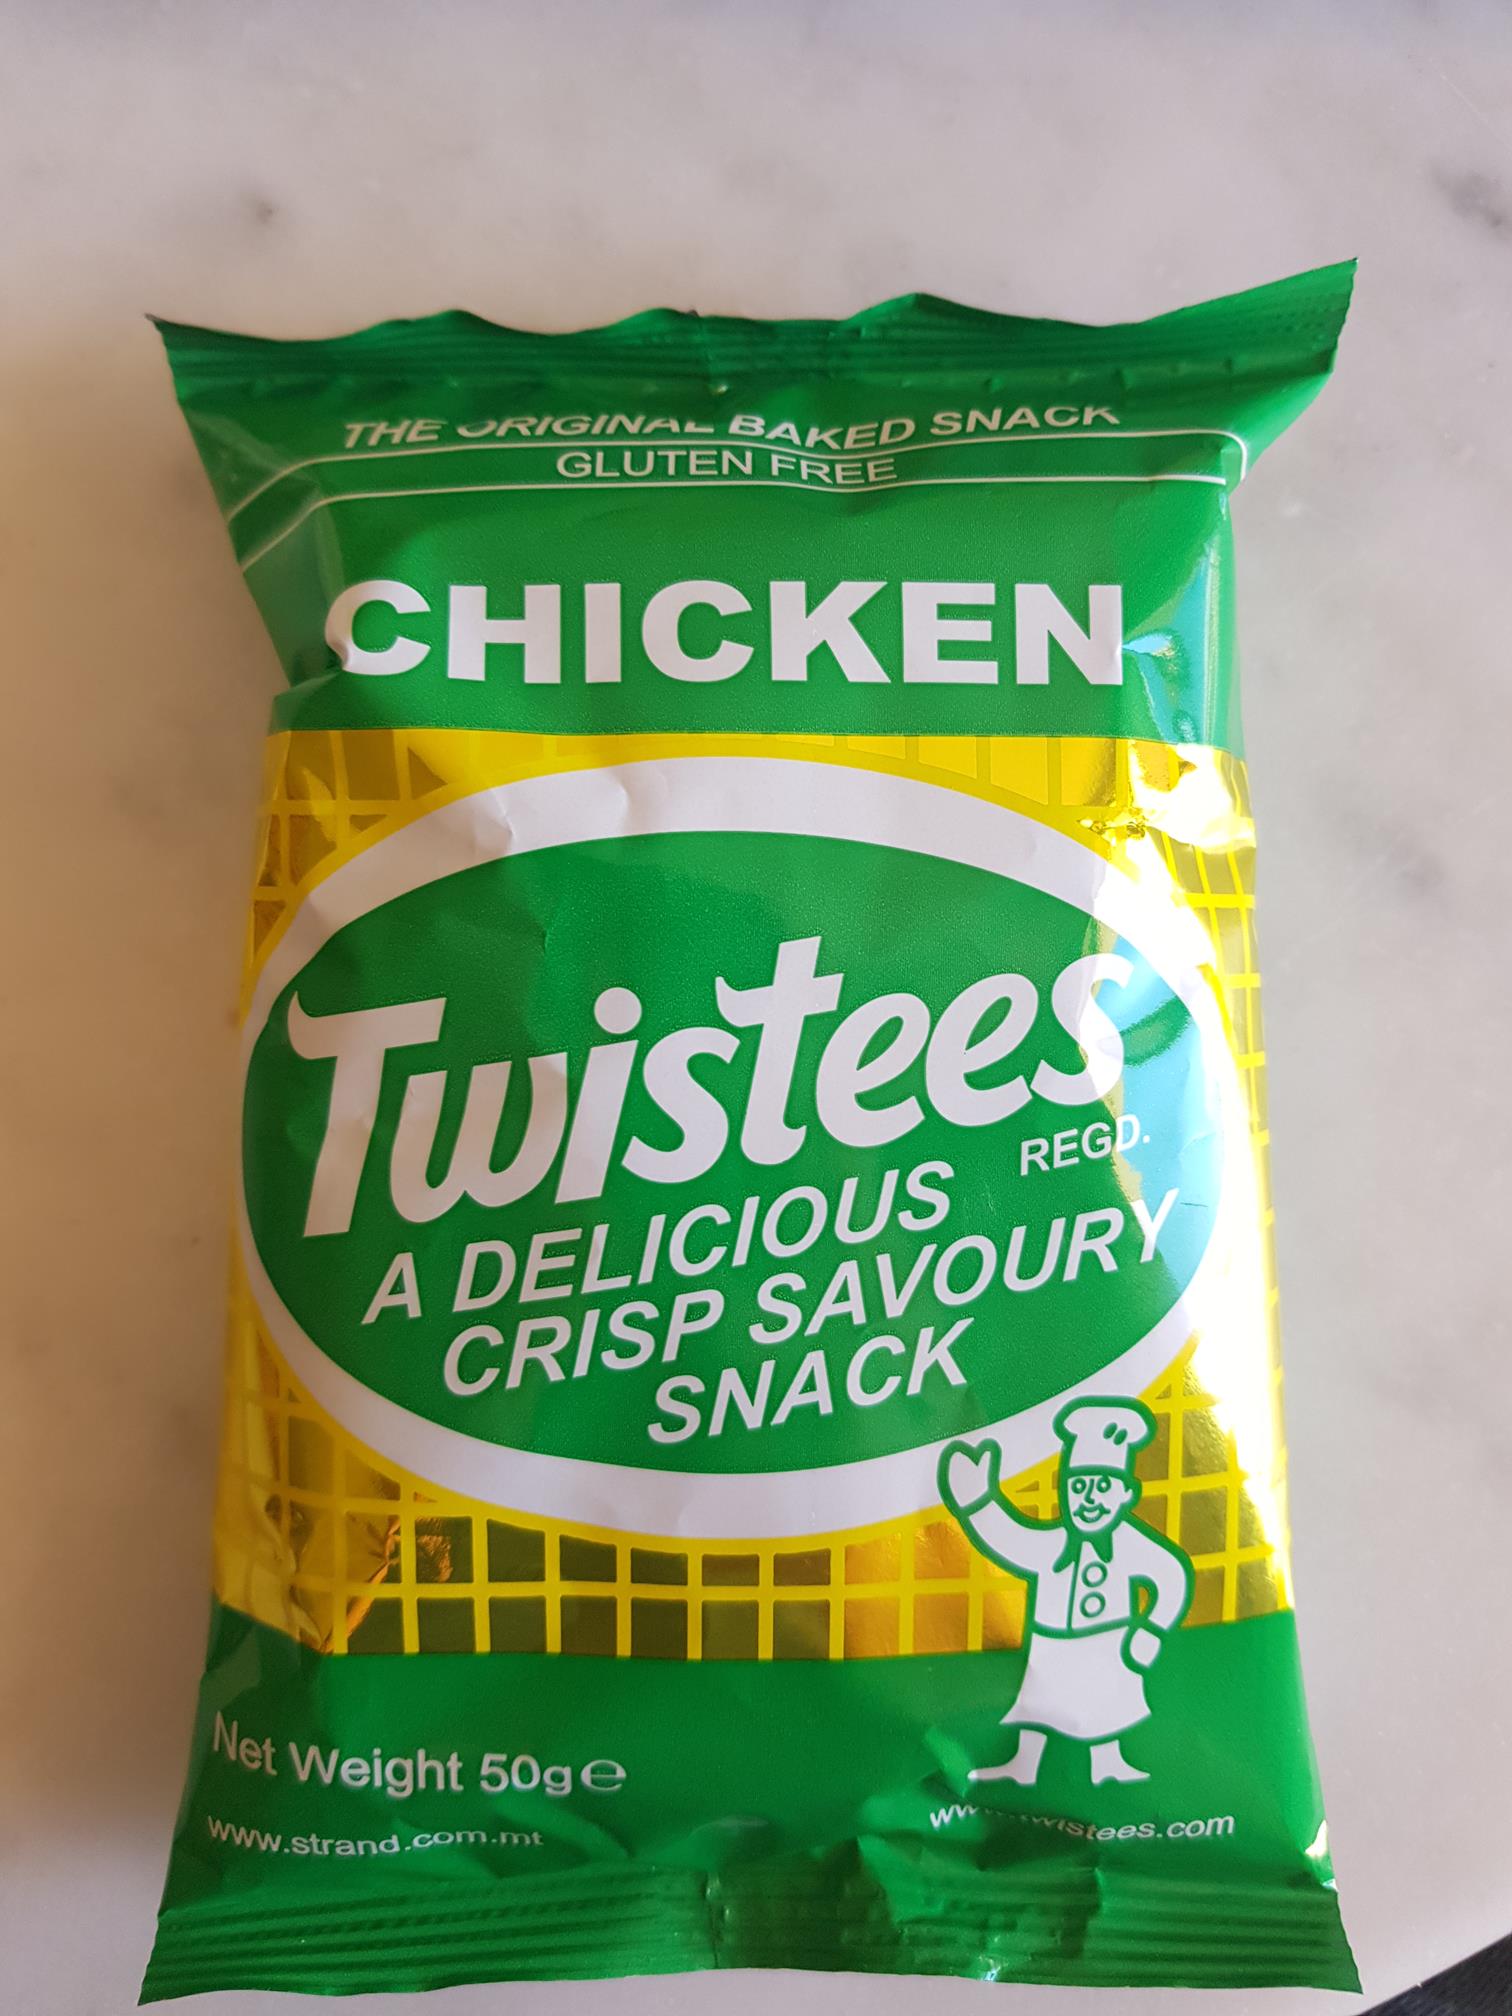 THE ORIGINAL BAKED SNACK
GLUTEN FREE
CHICKEN
Twistees
REGD.
A DELICIOUS
CRISP SAVOURY
SNACK
Net Weight 50g ℮
www.strand.com.mt
www.twistees.com